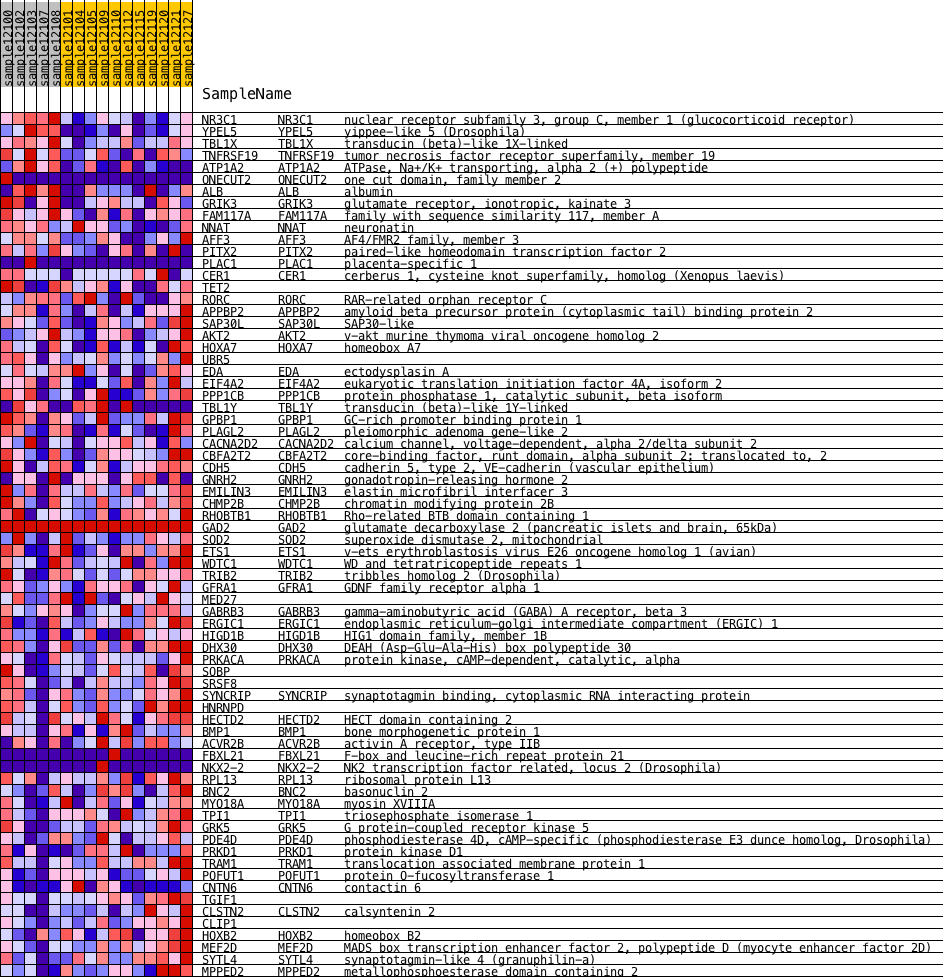 sample12100 sample12102 sample12103 sample12107 sample12108 sample12101 sample12104 sample12105 sample12109 sample12110 sample12112 sample12115 sample12119 sample12120 sample12121 sample12127
SampleName
NR3C1 NR3C1 nuclear receptor subfamily 3, group C, member 1 (glucocorticoid receptor)
YPEL5 YPEL5 yippee-like 5 (Drosophila)
TBL1X TBL1X transducin (beta)-like 1X-linked
TNFRSF19 TNFRSF19 tumor necrosis factor receptor superfamily, member 19
ATP1A2 ATP1A2 ATPase, Na+/K+ transporting, alpha 2 (+) polypeptide
ONECUT2 ONECUT2 one cut domain, family member 2
ALB ALB albumin
GRIK3 GRIK3 glutamate receptor, ionotropic, kainate 3
FAM117A FAM117A family with sequence similarity 117, member A
NNAT NNAT neuronatin
AFF3 AFF3 AF4/FMR2 family, member 3
PITX2 PITX2 paired-like homeodomain transcription factor 2
PLAC1 PLAC1 placenta-specific 1
CER1 CER1 cerberus 1, cysteine knot superfamily, homolog (Xenopus laevis)
TET2
RORC RORC RAR-related orphan receptor C
APPBP2 APPBP2 amyloid beta precursor protein (cytoplasmic tail) binding protein 2
SAP30L SAP30L SAP30-like
AKT2 AKT2 v-akt murine thymoma viral oncogene homolog 2
HOXA7 HOXA7 homeobox A7
UBR5
EDA EDA ectodysplasin A
EIF4A2 EIF4A2 eukaryotic translation initiation factor 4A, isoform 2
PPP1CB PPP1CB protein phosphatase 1, catalytic subunit, beta isoform
TBL1Y TBL1Y transducin (beta)-like 1Y-linked
GPBP1 GPBP1 GC-rich promoter binding protein 1
PLAGL2 PLAGL2 pleiomorphic adenoma gene-like 2
CACNA2D2 CACNA2D2 calcium channel, voltage-dependent, alpha 2/delta subunit 2
CBFA2T2 CBFA2T2 core-binding factor, runt domain, alpha subunit 2; translocated to, 2
CDH5 CDH5 cadherin 5, type 2, VE-cadherin (vascular epithelium)
GNRH2 GNRH2 gonadotropin-releasing hormone 2
EMILIN3 EMILIN3 elastin microfibril interfacer 3
CHMP2B CHMP2B chromatin modifying protein 2B
RHOBTB1 RHOBTB1 Rho-related BTB domain containing 1
GAD2 GAD2 glutamate decarboxylase 2 (pancreatic islets and brain, 65kDa)
SOD2 SOD2 superoxide dismutase 2, mitochondrial
ETS1 ETS1 v-ets erythroblastosis virus E26 oncogene homolog 1 (avian)
WDTC1 WDTC1 WD and tetratricopeptide repeats 1
TRIB2 TRIB2 tribbles homolog 2 (Drosophila)
GFRA1 GFRA1 GDNF family receptor alpha 1
MED27
GABRB3 GABRB3 gamma-aminobutyric acid (GABA) A receptor, beta 3
ERGIC1 ERGIC1 endoplasmic reticulum-golgi intermediate compartment (ERGIC) 1
HIGD1B HIGD1B HIG1 domain family, member 1B
DHX30 DHX30 DEAH (Asp-Glu-Ala-His) box polypeptide 30
PRKACA PRKACA protein kinase, cAMP-dependent, catalytic, alpha
SOBP
SRSF8
SYNCRIP SYNCRIP synaptotagmin binding, cytoplasmic RNA interacting protein
HNRNPD
HECTD2 HECTD2 HECT domain containing 2
BMP1 BMP1 bone morphogenetic protein 1
ACVR2B ACVR2B activin A receptor, type IIB
FBXL21 FBXL21 F-box and leucine-rich repeat protein 21
NKX2-2 NKX2-2 NK2 transcription factor related, locus 2 (Drosophila)
RPL13 RPL13 ribosomal protein L13
BNC2 BNC2 basonuclin 2
MYO18A MYO18A myosin XVIIIA
TPI1 TPI1 triosephosphate isomerase 1
GRK5 GRK5 G protein-coupled receptor kinase 5
PDE4D PDE4D phosphodiesterase 4D, cAMP-specific (phosphodiesterase E3 dunce homolog, Drosophila)
PRKD1 PRKD1 protein kinase D1
TRAM1 TRAM1 translocation associated membrane protein 1
POFUT1 POFUT1 protein O-fucosyltransferase 1
CNTN6 CNTN6 contactin 6
TGIF1
CLSTN2 CLSTN2 calsyntenin 2
CLIP1
HOXB2 HOXB2 homeobox B2
MEF2D MEF2D MADS box transcription enhancer factor 2, polypeptide D (myocyte enhancer factor 2D)
SYTL4 SYTL4 synaptotagmin-like 4 (granuphilin-a)
MPPED2 MPPED2 metallophosphoesterase domain containing 2